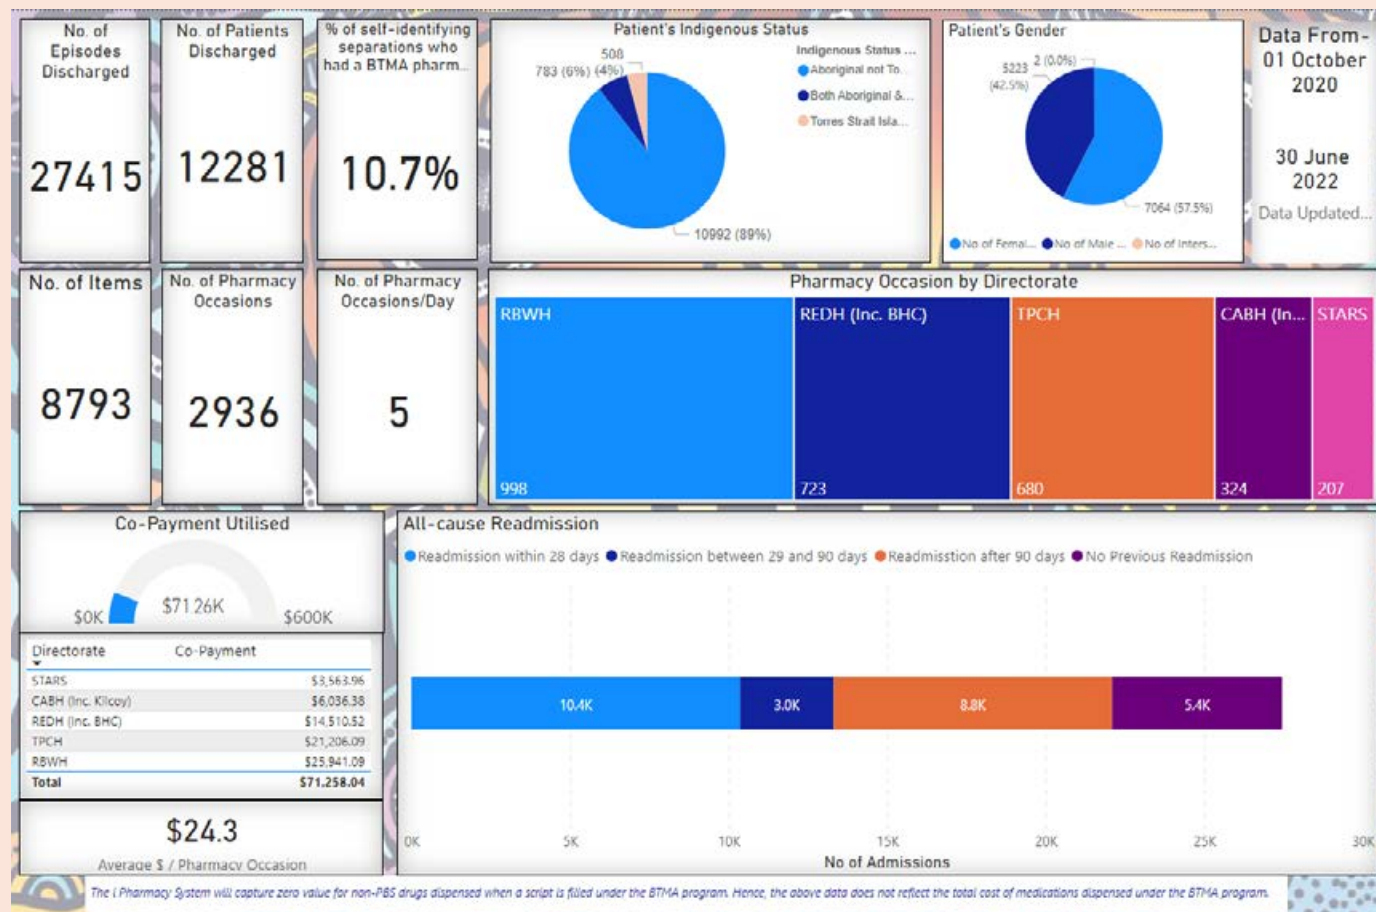 No. of
Episodes
Discharged
27415
No. of Patients
Discharged
12281
% of self-identifying
separations who
had a BTMA pharm...
10.7%
Patient's Indigenous Status
508
(4%)
783 (6%)
10992 (89%)
Indigenous Status ...
Aboriginal not To...
Both Aboriginal &...
Torres Strait Isla...
Patient's Gender
2 (0.0%)
5223
(42.5%)
7064 (57.5%)
No of Femal...
No of Male ...
No of Inters...
Data From-
01 October
2020
30 June
2022
Data Updated...
No. of Items
8793
No. of Pharmacy
Occasions
2936
No. of Pharmacy
Occasions/Day
5
Pharmacy Occasion by Directorate
RBWH
998
REDH (Inc. BHC)
723
TPCH
680
CABH (In...
324
STARS
207
Co-Payment Utilised
$0K
$71.26K
$600K
Directorate Co-Payment
STARS $3,563.96
CABH (Inc. Kilcoy) $6,036.38
REDH (Inc. BHC) $14,510.52
TPCH $21,206.09
RBWH $25,941.09
Total $71,258.04
$24.3
Average $ / Pharmacy Occasion
All-cause Readmission
Readmission within 28 days Readmission between 29 and 90 days Readmisstion after 90 days No Previous Readmission
10.4K 3.0K 8.8K 5.4K
0K 5K 10K 15K 20K 25K 30K
No of Admissions
The i.Pharmacy System will capture zero value for non-PBS drugs dispensed when a script is filled under the BTMA program. Hence, the above data does not reflect the total cost of medications dispensed under the BTMA program.